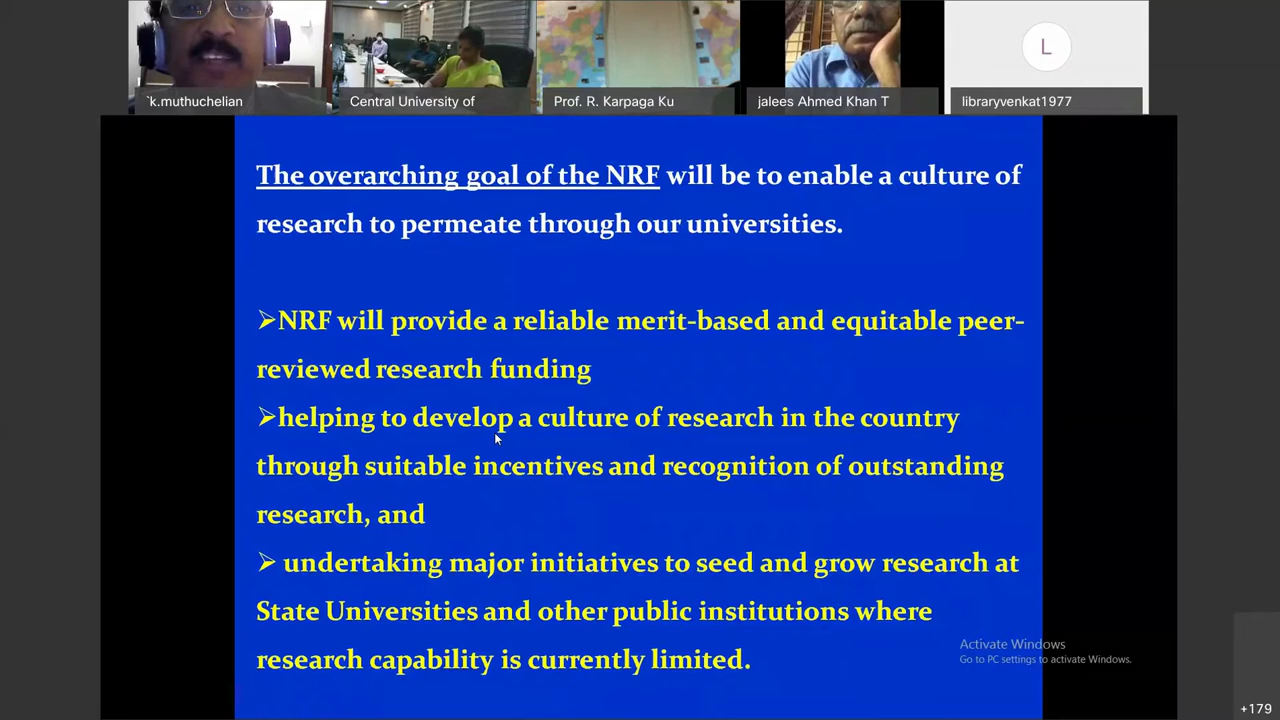 `k.muthuchelian
Central University of
Prof. R. Karpaga Ku
jalees Ahmed Khan T
L
libraryvenkat1977
The overarching goal of the NRF will be to enable a culture of
research to permeate through our universities.
➢NRF will provide a reliable merit-based and equitable peer-
reviewed research funding
➢helping to develop a culture of research in the country
through suitable incentives and recognition of outstanding
research, and
➢ undertaking major initiatives to seed and grow research at
State Universities and other public institutions where
research capability is currently limited.
Activate Windows
Go to PC settings to activate Windows.
+179